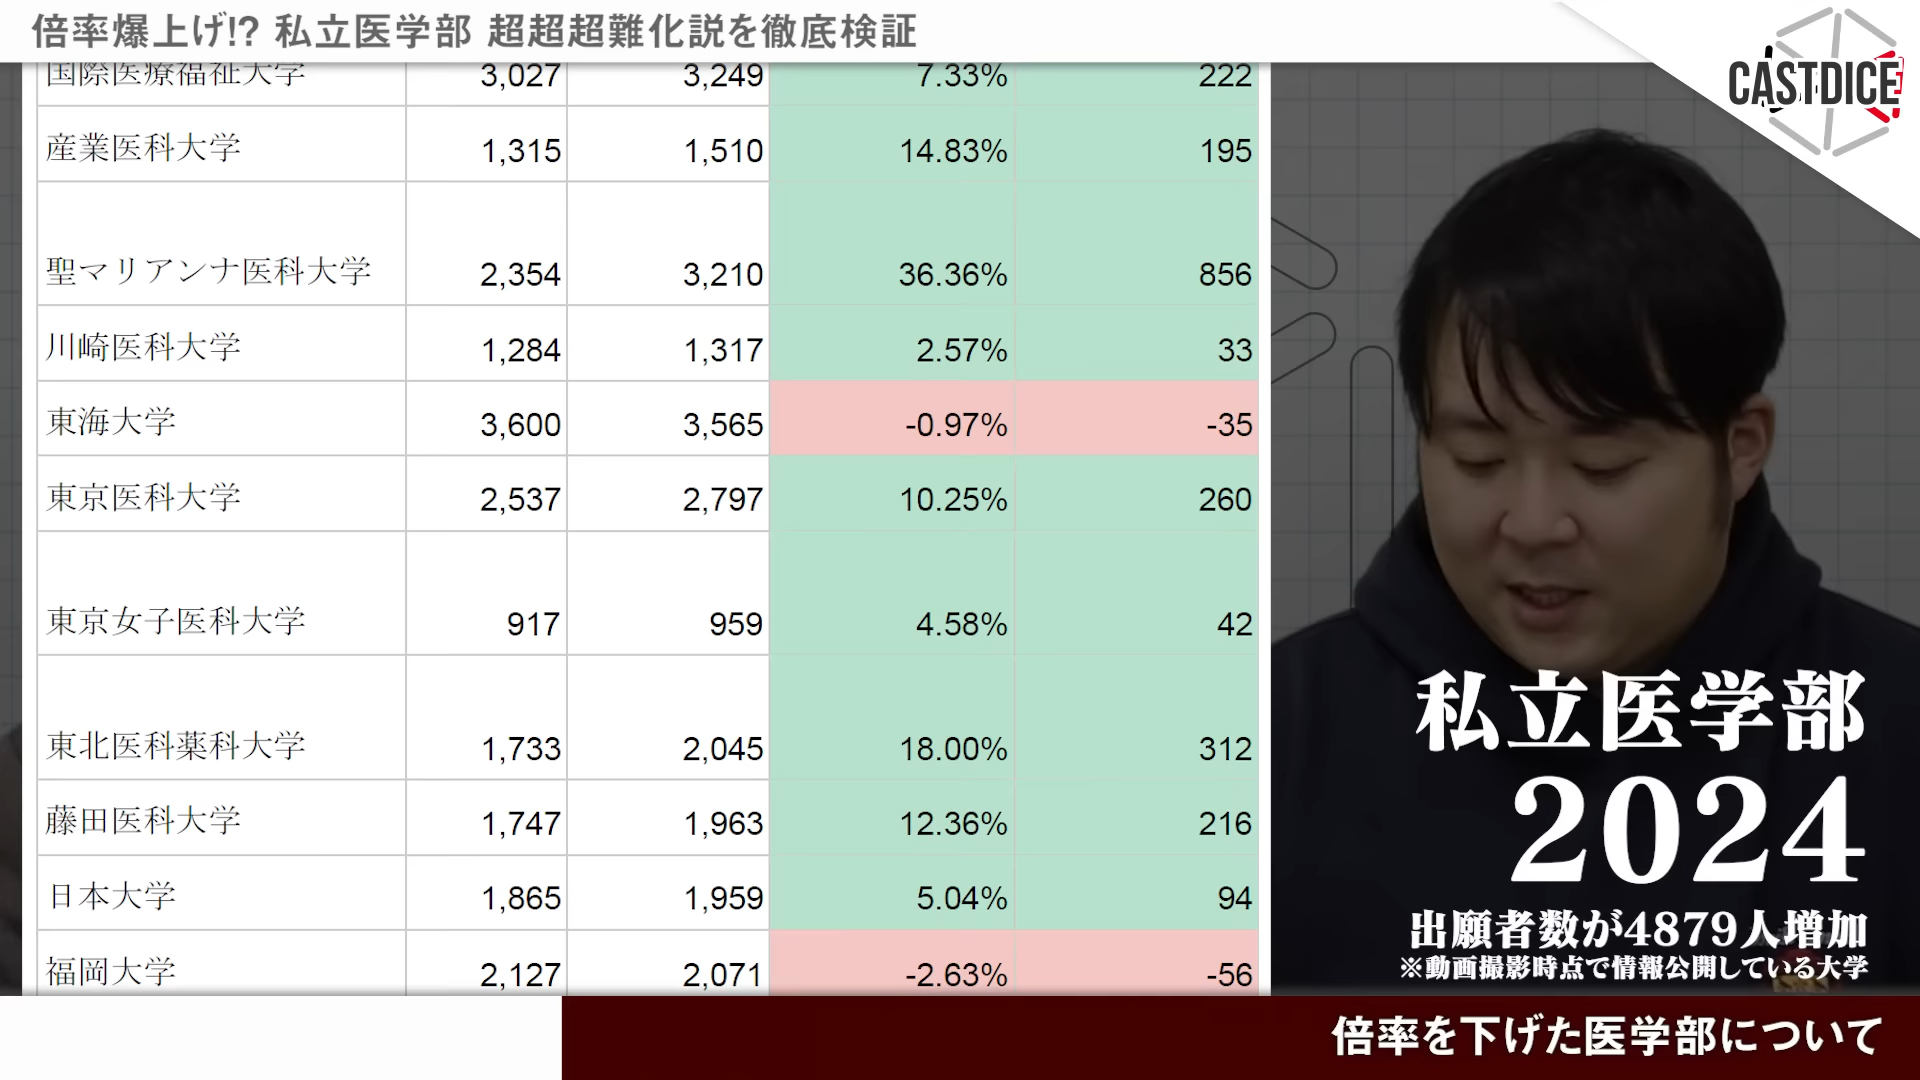 倍率爆上げ!? 私立医学部 超超超難化説を徹底検証
CASTDICE
国際医療福祉大学 3,027 3,249 7.33% 222
産業医科大学 1,315 1,510 14.83% 195
聖マリアンナ医科大学 2,354 3,210 36.36% 856
川崎医科大学 1,284 1,317 2.57% 33
東海大学 3,600 3,565 -0.97% -35
東京医科大学 2,537 2,797 10.25% 260
東京女子医科大学 917 959 4.58% 42
東北医科薬科大学 1,733 2,045 18.00% 312
藤田医科大学 1,747 1,963 12.36% 216
日本大学 1,865 1,959 5.04% 94
福岡大学 2,127 2,071 -2.63% -56
私立医学部
2024
出願者数が4879人増加
※動画撮影時点で情報公開している大学
倍率を下げた医学部について